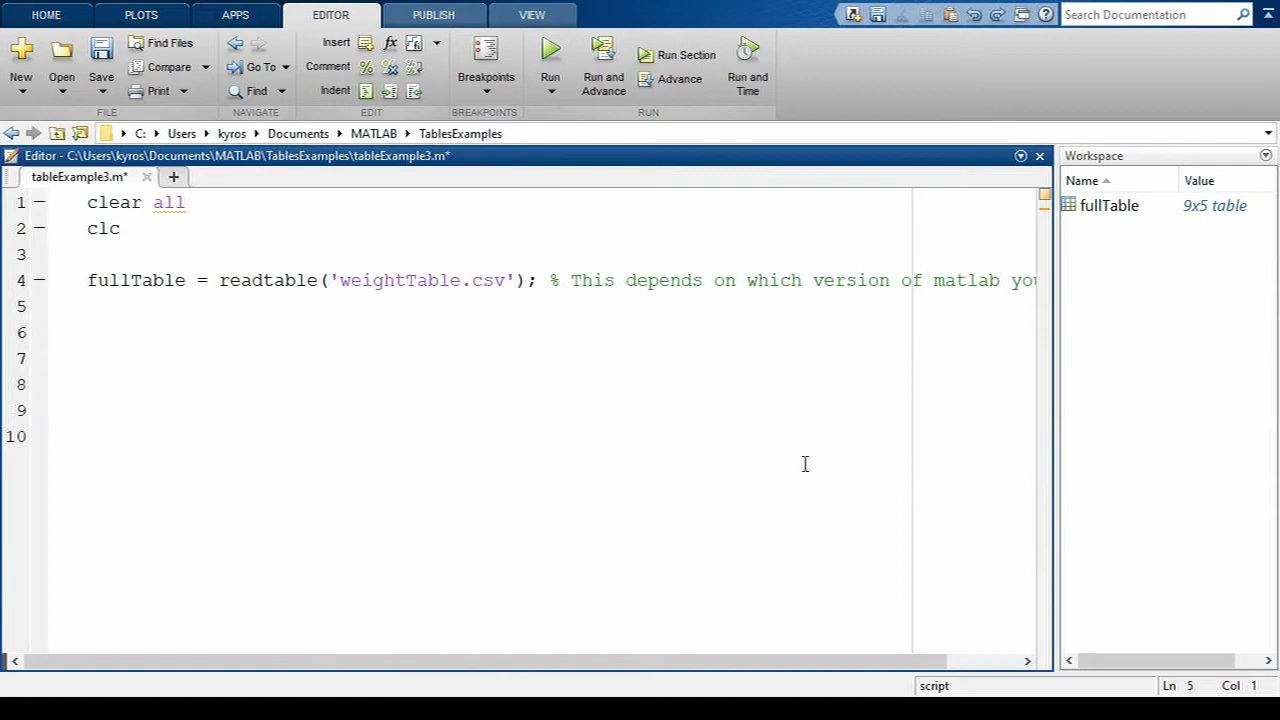 HOME PLOTS APPS EDITOR PUBLISH VIEW Search Documentation
New Open Save Find Files Compare Print
FILE
Go To Find
NAVIGATE
Insert fx
Comment % %
Indent
EDIT
Breakpoints
BREAKPOINTS
Run Run and Advance Run Section Advance Run and Time
RUN
C: Users kyros Documents MATLAB TablesExamples
Editor - C:\Users\kyros\Documents\MATLAB\TablesExamples\tableExample3.m*
tableExample3.m* +
1 – clear all
2 – clc
3
4 – fullTable = readtable('weightTable.csv'); % This depends on which version of matlab you
5
6
7
8
9
10
Workspace
Name Value
fullTable 9x5 table
script Ln 5 Col 1